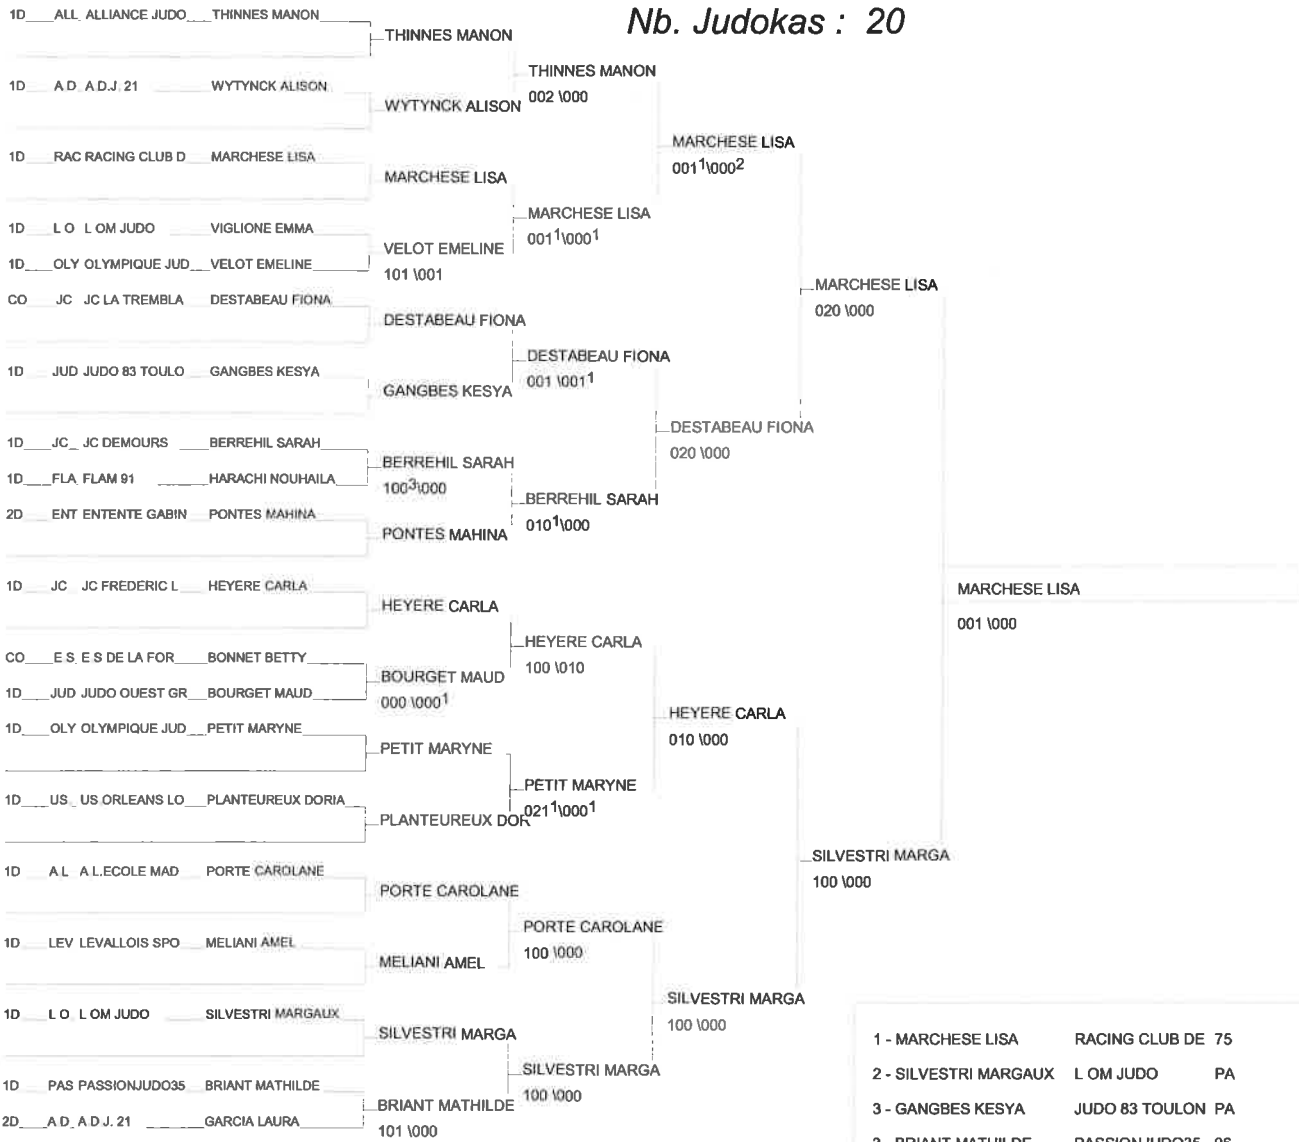 Nb. Judokas : 20
1D ALL ALLIANCE JUDO THINNES MANON
1D A D A D.J. 21 WYTYNCK ALISON
1D RAC RACING CLUB D MARCHESE LISA
1D L O L OM JUDO VIGLIONE EMMA
1D OLY OLYMPIQUE JUD VELOT EMELINE
CO JC JC LA TREMBLA DESTABEAU FIONA
1D JUD JUDO 83 TOULO GANGBES KESYA
1D JC JC DEMOURS BERREHIL SARAH
1D FLA FLAM 91 HARACHI NOUHAILA
2D ENT ENTENTE GABIN PONTES MAHINA
1D JC JC FREDERIC L HEYERE CARLA
CO E S E S DE LA FOR BONNET BETTY
1D JUD JUDO OUEST GR BOURGET MAUD
1D OLY OLYMPIQUE JUD PETIT MARYNE
1D US US ORLEANS LO PLANTEUREUX DORIA
1D A L A L.ECOLE MAD PORTE CAROLANE
1D LEV LEVALLOIS SPO MELIANI AMEL
1D L O L OM JUDO SILVESTRI MARGAUX
1D PAS PASSIONJUDO35 BRIANT MATHILDE
2D A D A D J. 21 GARCIA LAURA
THINNES MANON
WYTYNCK ALISON
MARCHESE LISA
VELOT EMELINE
101 \001
DESTABEAU FIONA
GANGBES KESYA
BERREHIL SARAH
100³\000
PONTES MAHINA
HEYERE CARLA
BOURGET MAUD
000 \000¹
PETIT MARYNE
PLANTEUREUX DOR
PORTE CAROLANE
MELIANI AMEL
SILVESTRI MARGA
BRIANT MATHILDE
101 \000
THINNES MANON
002 \000
MARCHESE LISA
001¹\000¹
DESTABEAU FIONA
001 \001¹
BERREHIL SARAH
010¹\000
HEYERE CARLA
100 \010
PETIT MARYNE
021¹\000¹
PORTE CAROLANE
100 \000
SILVESTRI MARGA
100 \000
MARCHESE LISA
001¹\000²
DESTABEAU FIONA
020 \000
HEYERE CARLA
010 \000
SILVESTRI MARGA
100 \000
MARCHESE LISA
020 \000
SILVESTRI MARGA
100 \000
MARCHESE LISA
001 \000
1 - MARCHESE LISA RACING CLUB DE 75
2 - SILVESTRI MARGAUX L OM JUDO PA
3 - GANGBES KESYA JUDO 83 TOULON PA